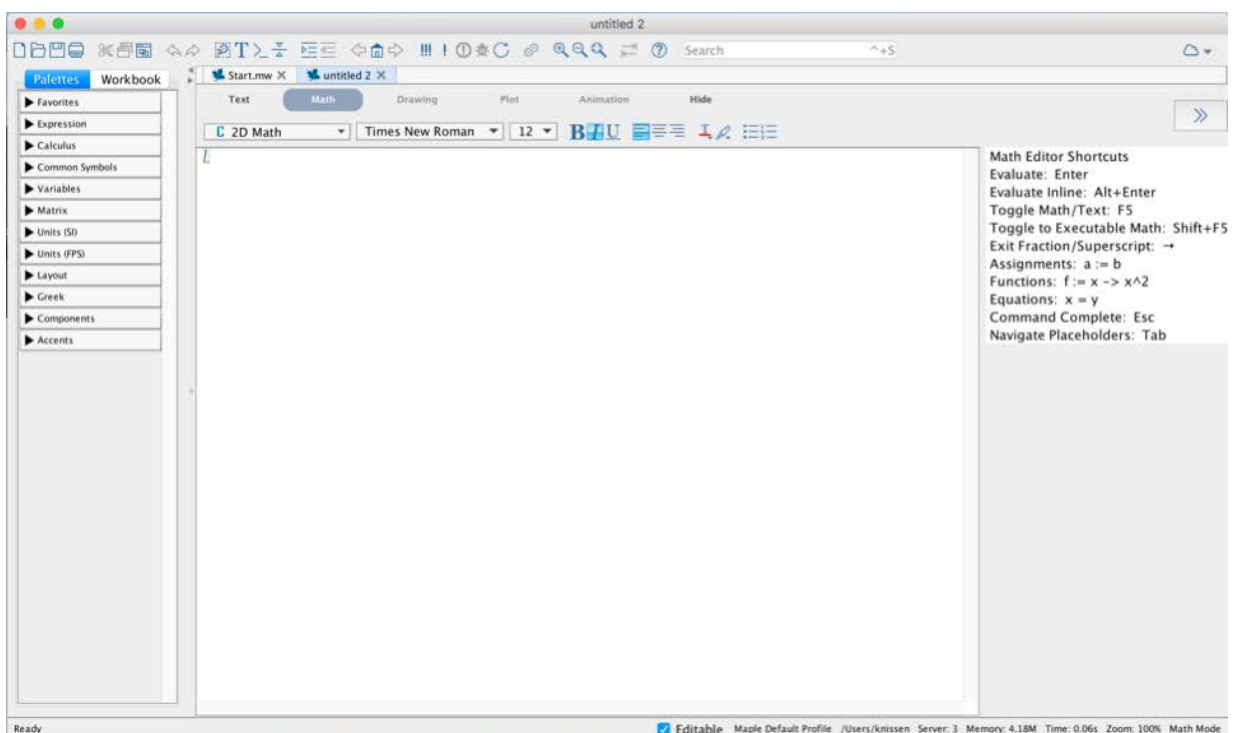 untitled 2
Search ^+S
Palettes Workbook
Start.mw X untitled 2 X
Text Math Drawing Plot Animation Hide
C 2D Math Times New Roman 12 B I U
Favorites
Expression
Calculus
Common Symbols
Variables
Matrix
Units (SI)
Units (FPS)
Layout
Greek
Components
Accents
Math Editor Shortcuts
Evaluate: Enter
Evaluate Inline: Alt+Enter
Toggle Math/Text: F5
Toggle to Executable Math: Shift+F5
Exit Fraction/Superscript: →
Assignments: a := b
Functions: f := x -> x^2
Equations: x = y
Command Complete: Esc
Navigate Placeholders: Tab
Ready Editable Maple Default Profile /Users/knissen Server: 3 Memory: 4.18M Time: 0.06s Zoom: 100% Math Mode